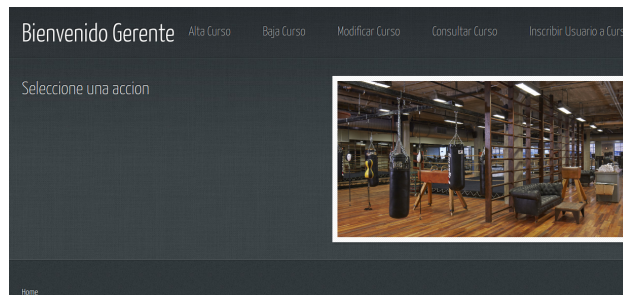 Bienvenido Gerente Alta Curso Baja Curso Modificar Curso Consultar Curso Inscribir Usuario a Curs
Seleccione una accion
Home